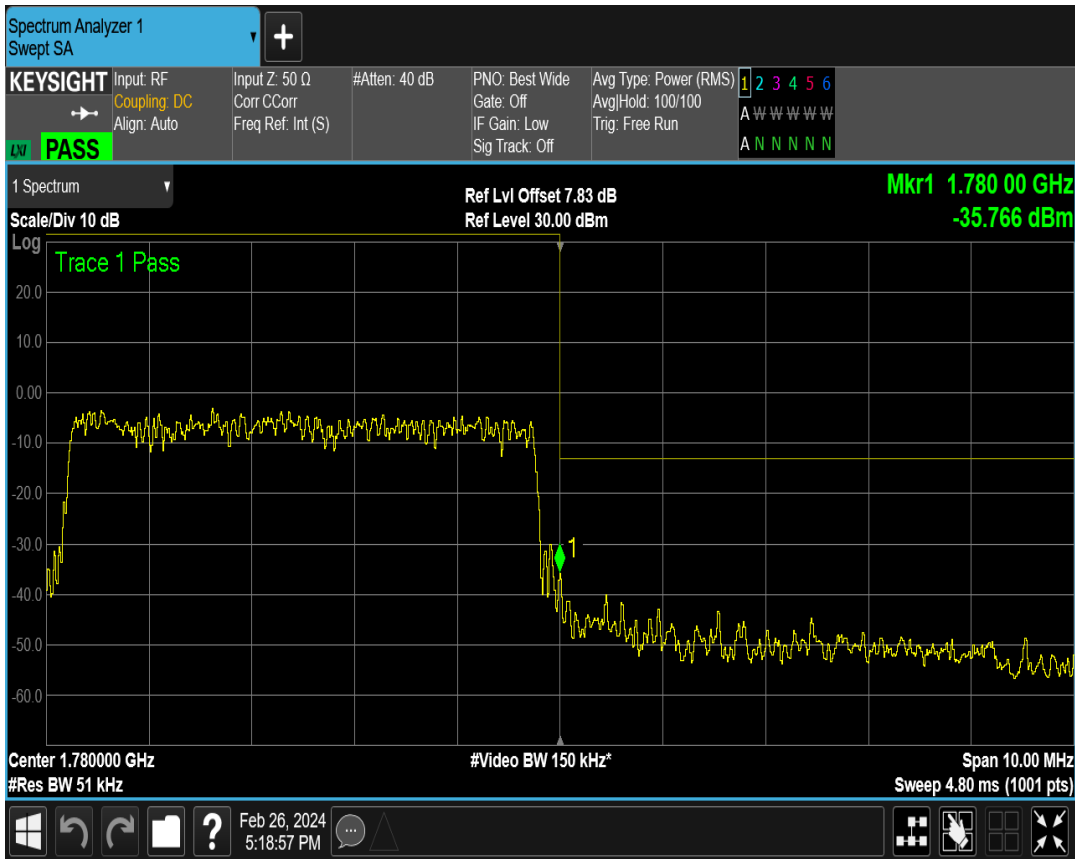 Spectrum Analyzer 1
Swept SA
KEYSIGHT
LXI PASS
Input: RF
Coupling: DC
Align: Auto
Input Z: 50 Ω
Corr CCorr
Freq Ref: Int (S)
#Atten: 40 dB
PNO: Best Wide
Gate: Off
IF Gain: Low
Sig Track: Off
Avg Type: Power (RMS)
Avg|Hold: 100/100
Trig: Free Run
1 2 3 4 5 6
A W W W W W
A N N N N N
1 Spectrum
Scale/Div 10 dB
Ref Lvl Offset 7.83 dB
Ref Level 30.00 dBm
Mkr1 1.780 00 GHz
-35.766 dBm
Log
Trace 1 Pass
20.0
10.0
0.00
-10.0
-20.0
-30.0
1
-40.0
-50.0
-60.0
Center 1.780000 GHz
#Res BW 51 kHz
#Video BW 150 kHz*
Span 10.00 MHz
Sweep 4.80 ms (1001 pts)
Feb 26, 2024
5:18:57 PM